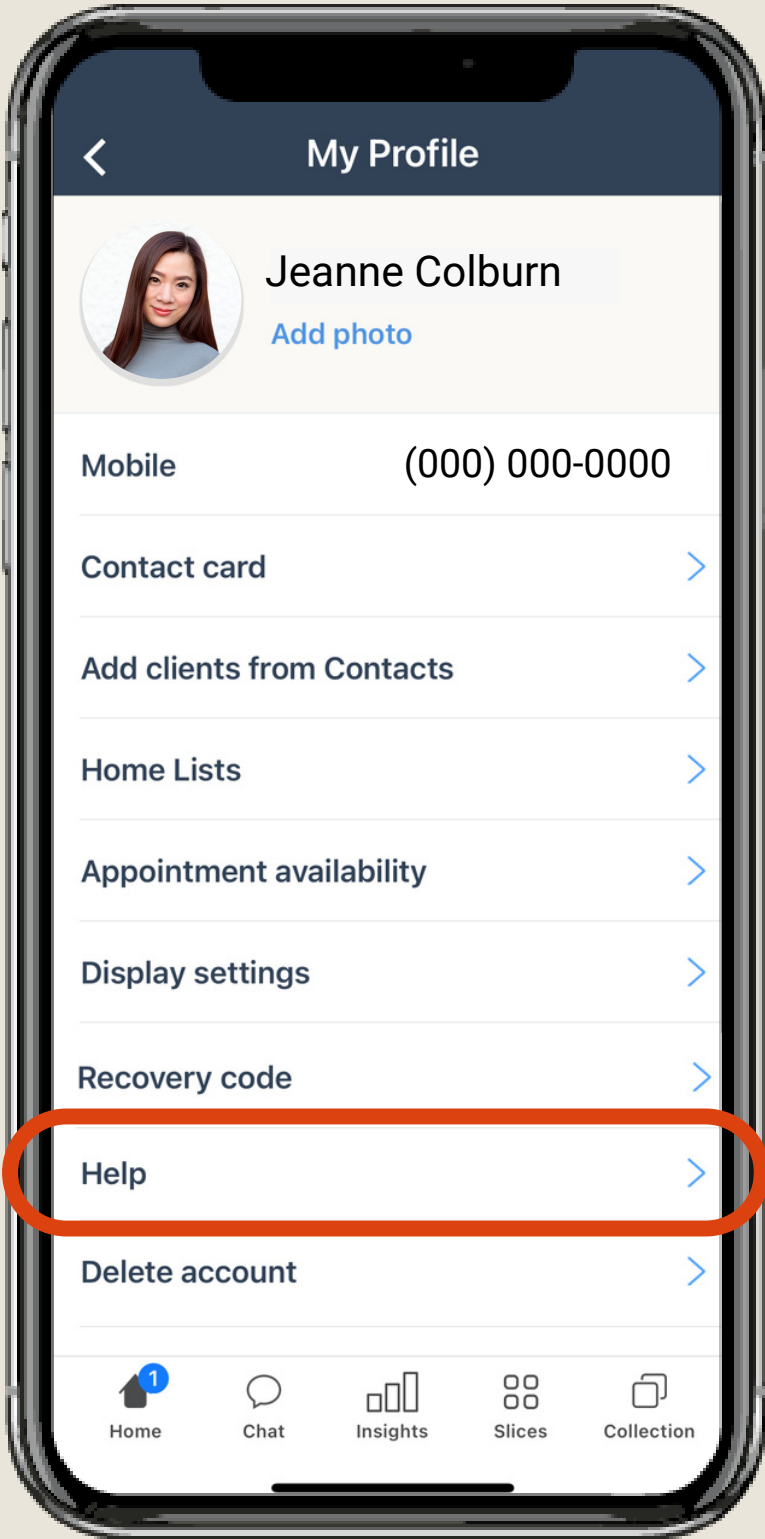 My Profile
Jeanne Colburn
Add photo
Mobile (000) 000-0000
Contact card
Add clients from Contacts
Home Lists
Appointment availability
Display settings
Recovery code
Help
Delete account
1
Home Chat Insights Slices Collection